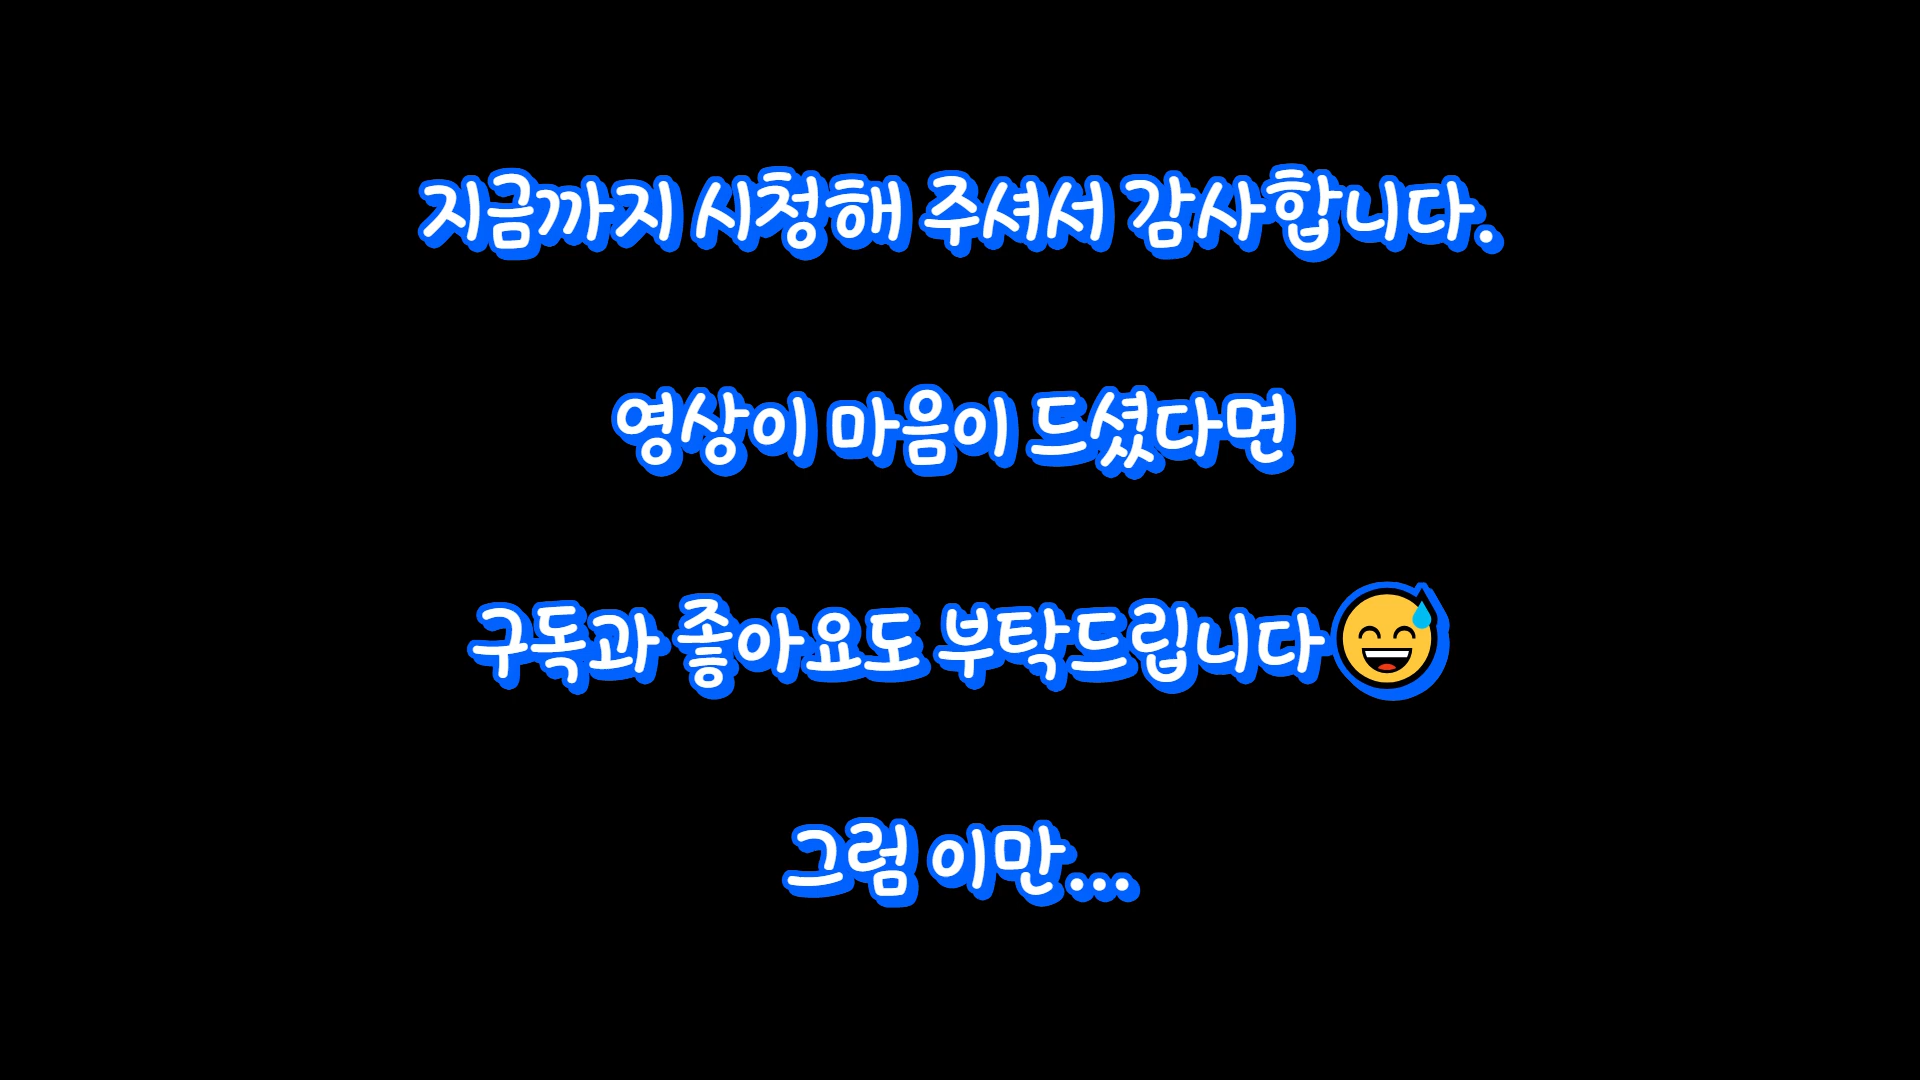 지금까지 시청해 주셔서 감사합니다.
영상이 마음이 드셨다면
구독과 좋아요도 부탁드립니다😅
그럼 이만...